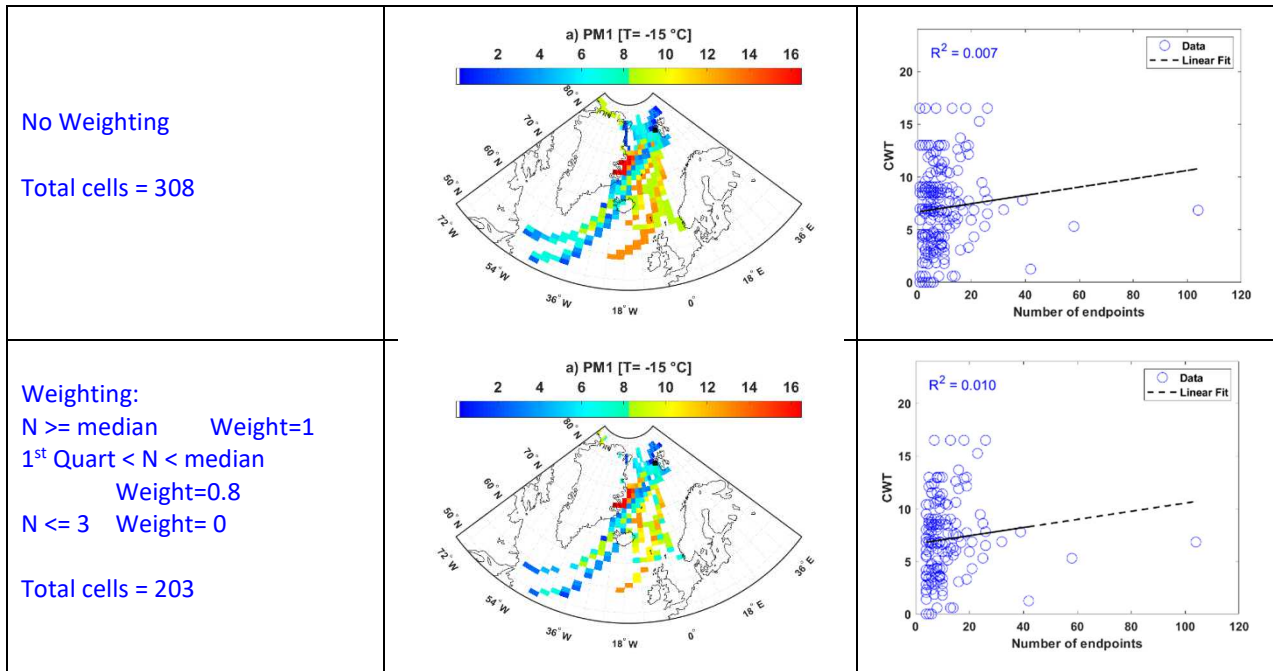 No Weighting
Total cells = 308
a) PM1 [T= -15 °C]
2 4 6 8 10 12 14 16
80° N
70° N
60° N
50° N
72° W
54° W
36° W
18° W
0°
18° E
36° E
R² = 0.007
Data
Linear Fit
CWT
20
15
10
5
0
0 20 40 60 80 100 120
Number of endpoints
Weighting:
N >= median Weight=1
1st Quart < N < median
Weight=0.8
N <= 3 Weight= 0
Total cells = 203
a) PM1 [T= -15 °C]
2 4 6 8 10 12 14 16
80° N
70° N
60° N
50° N
72° W
54° W
36° W
18° W
0°
18° E
36° E
R² = 0.010
Data
Linear Fit
CWT
20
15
10
5
0
0 20 40 60 80 100 120
Number of endpoints